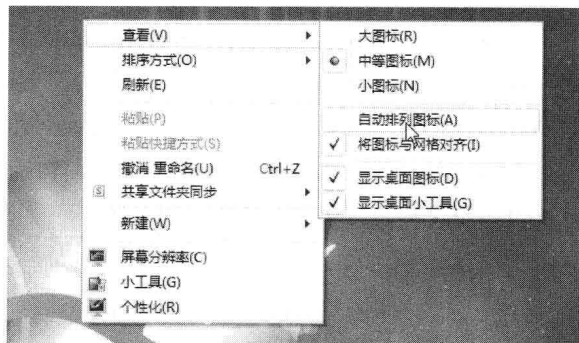 查看(V)
排序方式(O)
刷新(E)
粘贴(P)
粘贴快捷方式(S)
撤消 重命名(U) Ctrl+Z
共享文件夹同步
新建(W)
屏幕分辨率(C)
小工具(G)
个性化(R)
大图标(R)
中等图标(M)
小图标(N)
自动排列图标(A)
将图标与网格对齐(I)
显示桌面图标(D)
显示桌面小工具(G)